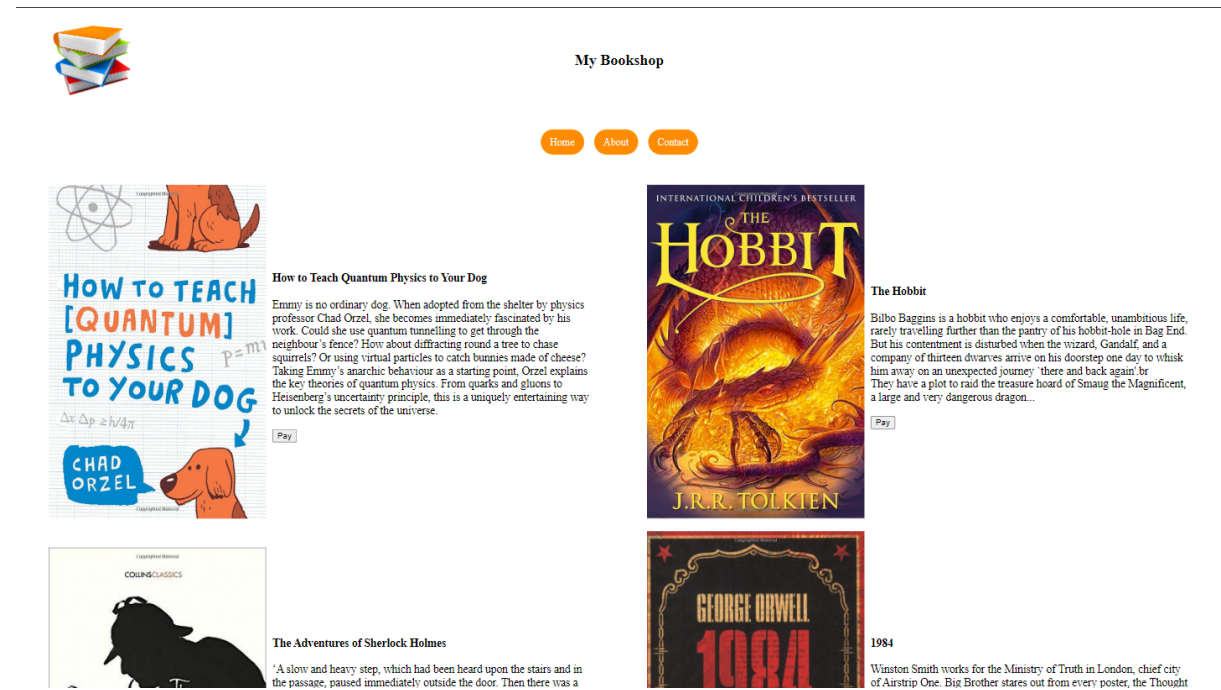 My Bookshop
Home
About
Contact
Copyrighted Material
HOW TO TEACH
[QUANTUM]
PHYSICS
TO YOUR DOG
CHAD
ORZEL
Copyrighted Material
How to Teach Quantum Physics to Your Dog
Emmy is no ordinary dog. When adopted from the shelter by physics
professor Chad Orzel, she becomes immediately fascinated by his
work. Could she use quantum tunnelling to get through the
neighbour’s fence? How about diffracting round a tree to chase
squirrels? Or using virtual particles to catch bunnies made of cheese?
Taking Emmy’s anarchic behaviour as a starting point, Orzel explains
the key theories of quantum physics. From quarks and gluons to
Heisenberg’s uncertainty principle, this is a uniquely entertaining way
to unlock the secrets of the universe.
Pay
INTERNATIONAL CHILDREN'S BESTSELLER
THE
HOBBIT
J.R.R. TOLKIEN
The Hobbit
Bilbo Baggins is a hobbit who enjoys a comfortable, unambitious life,
rarely travelling further than the pantry of his hobbit-hole in Bag End.
But his contentment is disturbed when the wizard, Gandalf, and a
company of thirteen dwarves arrive on his doorstep one day to whisk
him away on an unexpected journey `there and back again'.br
They have a plot to raid the treasure hoard of Smaug the Magnificent,
a large and very dangerous dragon...
Pay
Copyrighted Material
COLLINS CLASSICS
The Adventures of Sherlock Holmes
‘A slow and heavy step, which had been heard upon the stairs and in
the passage, paused immediately outside the door. Then there was a
Copyrighted Material
GEORGE ORWELL
1984
1984
Winston Smith works for the Ministry of Truth in London, chief city
of Airstrip One. Big Brother stares out from every poster, the Thought